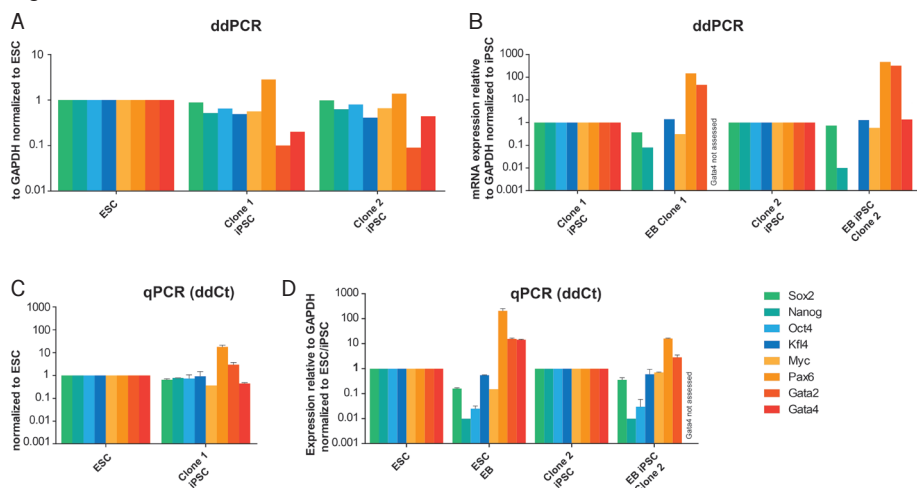 A
ddPCR
to GAPDH normalized to ESC
10
1
0.1
0.01
ESC
Clone 1
iPSC
Clone 2
iPSC
B
ddPCR
mRNA expression relative
to GAPDH normalized to iPSC
1000
100
10
1
0.1
0.01
0.001
Gata4 not assessed
Clone 1
iPSC
EB Clone 1
Clone 2
iPSC
EB iPSC
Clone 2
C
qPCR (ddCt)
normalized to ESC
1000
100
10
1
0.1
0.01
0.001
ESC
Clone 1
iPSC
D
qPCR (ddCt)
Expression relative to GAPDH
normalized to ESC/iPSC
1000
100
10
1
0.1
0.01
0.001
Gata4 not assessed
ESC
ESC
EB
Clone 2
iPSC
EB iPSC
Clone 2
Sox2
Nanog
Oct4
Kfl4
Myc
Pax6
Gata2
Gata4